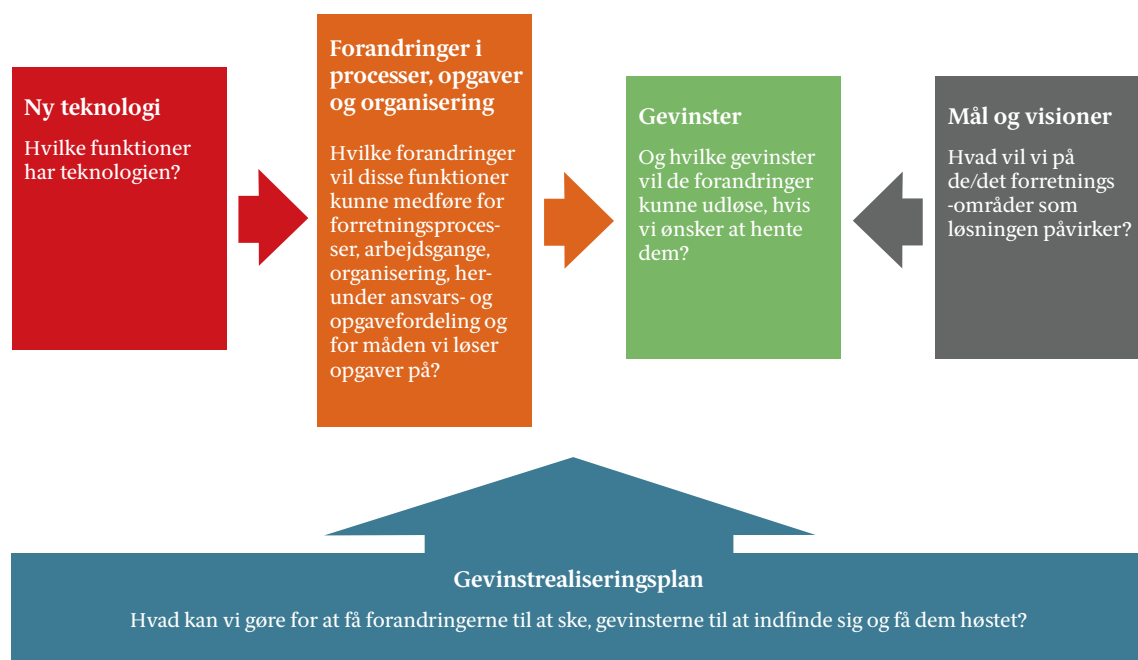 Ny teknologi
Hvilke funktioner
har teknologien?
Forandringer i
processer, opgaver
og organisering
Hvilke forandringer
vil disse funktioner
kunne medføre for
forretningsproces-
ser, arbejdsgange,
organisering, her-
under ansvars- og
opgavefordeling og
for måden vi løser
opgaver på?
Gevinster
Og hvilke gevinster
vil de forandringer
kunne udløse, hvis
vi ønsker at hente
dem?
Mål og visioner
Hvad vil vi på
de/det forretnings
-områder som
løsningen påvirker?
Gevinstrealiseringsplan
Hvad kan vi gøre for at få forandringerne til at ske, gevinsterne til at indfinde sig og få dem høstet?